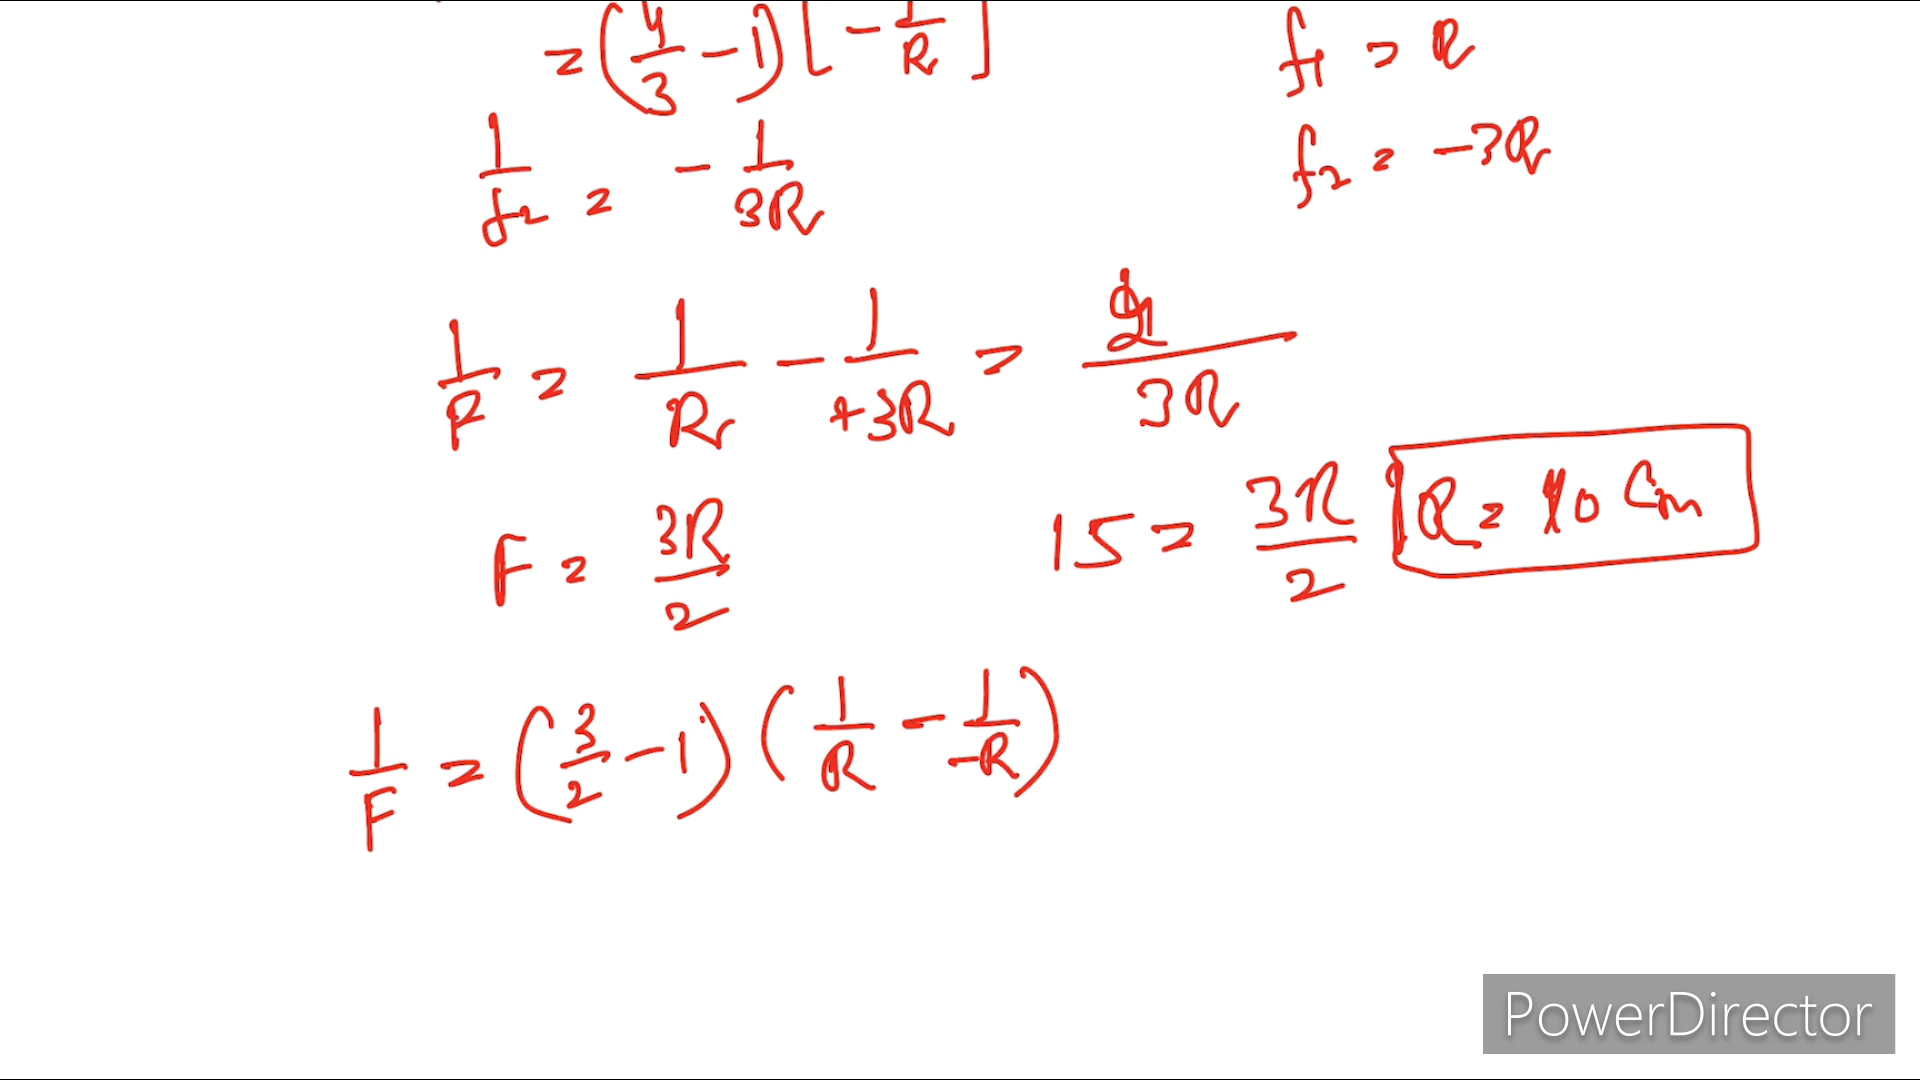 = (4/3 - 1) [ - 1/R ]
f1 = R
1/f2 = - 1/3R
f2 = -3R
1/F = 1/R - 1/+3R = 2/3R
F = 3R/2
15 = 3R/2
R = 10 Cm
1/F = (3/2 - 1) (1/R - 1/-R)
PowerDirector